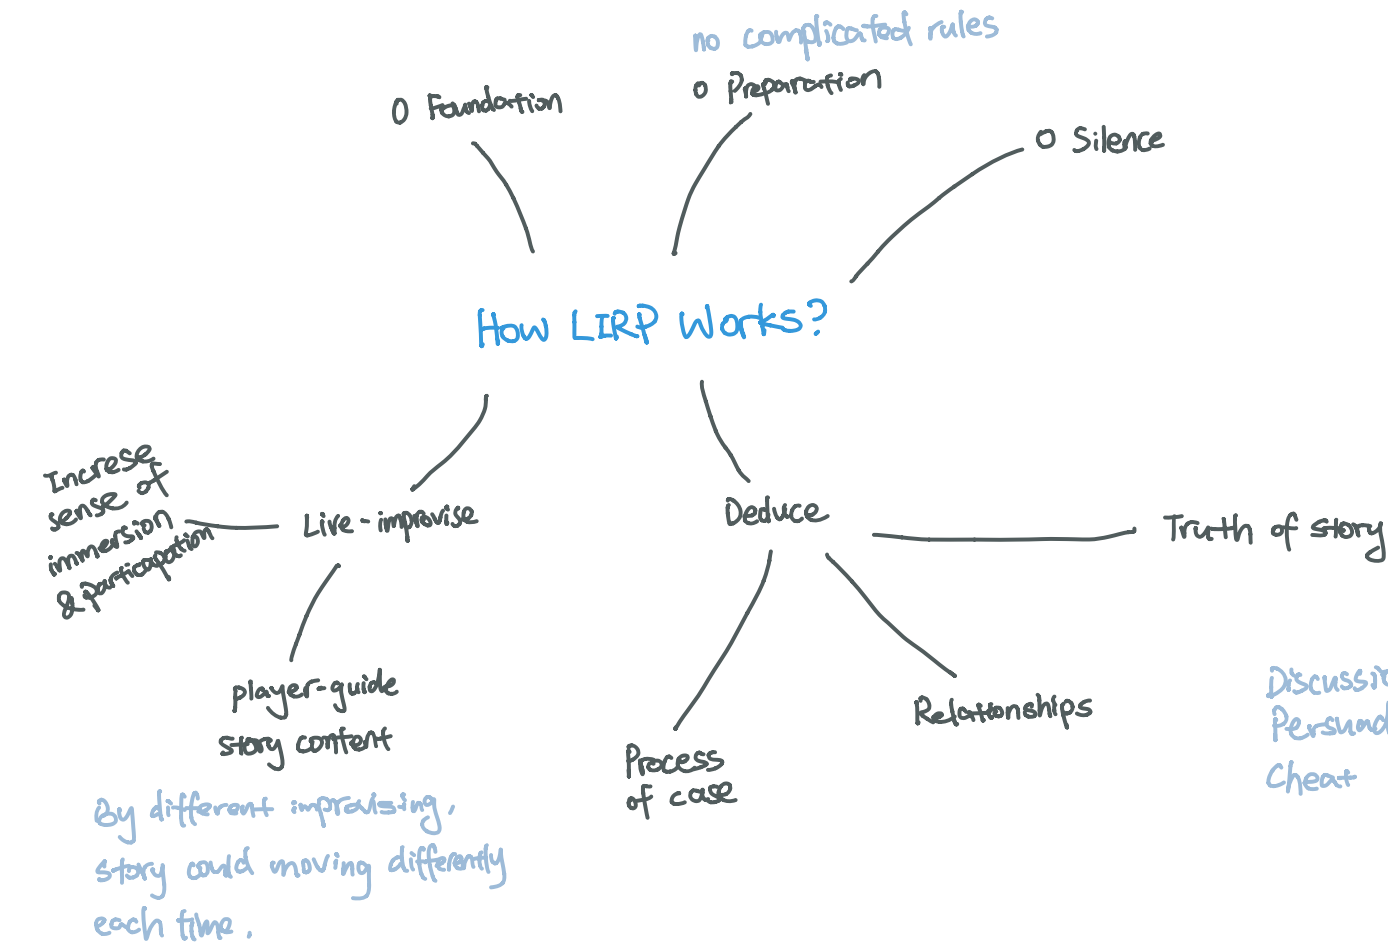 no complicated rules
o Foundation
o Preparation
o Silence
How LIRP Works?
Increse
sense of
immersion
& participation
Live-improvise
Deduce
Truth of story
player-guide
story content
Process
of case
Relationships
Discussi
Persuad
Cheat
By different improvising,
story could moving differently
each time.